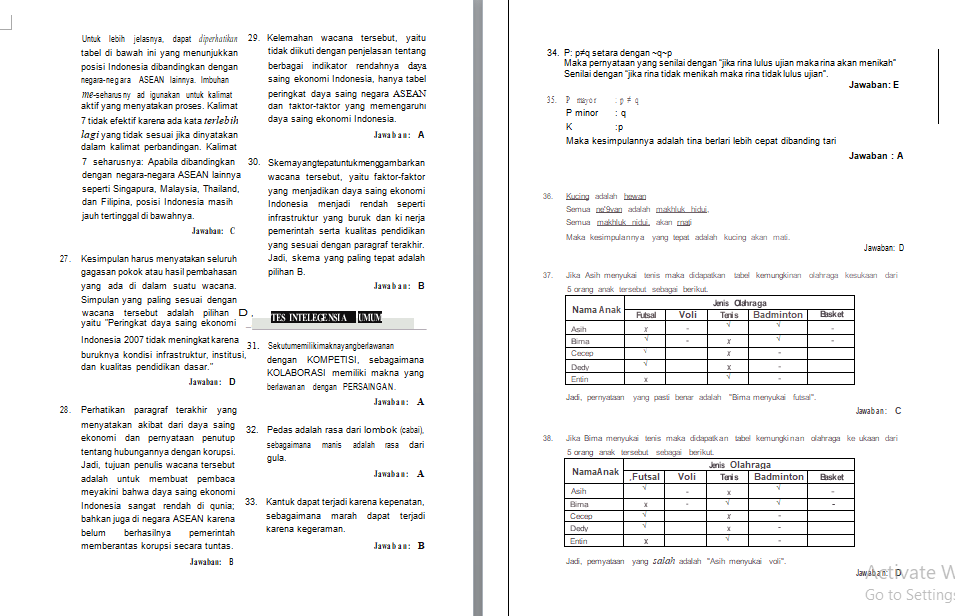 Untuk lebih jelasnya, dapat diperhatikan
tabel di bawah ini yang menunjukkan
posisi Indonesia dibandingkan dengan
negara-negara ASEAN lainnya. Imbuhan
me-seharusny ad igunakan untuk kalimat
aktif yang menyatakan proses. Kalimat
7 tidak efektif karena ada kata terlebih
lagi yang tidak sesuai jika dinyatakan
dalam kalimat perbandingan. Kalimat
7 seharusnya: Apabila dibandingkan
dengan negara-negara ASEAN lainnya
seperti Singapura, Malaysia, Thailand,
dan Filipina, posisi Indonesia masih
jauh tertinggal di bawahnya.
Jawaban: C
27. Kesimpulan harus menyatakan seluruh
gagasan pokok atau hasil pembahasan
yang ada di dalam suatu wacana.
Simpulan yang paling sesuai dengan
wacana tersebut adalah pilihan D,
yaitu "Peringkat daya saing ekonomi
Indonesia 2007 tidak meningkat karena
buruknya kondisi infrastruktur, institusi,
dan kualitas pendidikan dasar."
Jawaban: D
28. Perhatikan paragraf terakhir yang
menyatakan akibat dari daya saing
ekonomi dan pernyataan penutup
tentang hubungannya dengan korupsi.
Jadi, tujuan penulis wacana tersebut
adalah untuk membuat pembaca
meyakini bahwa daya saing ekonomi
Indonesia sangat rendah di qunia;
bahkan juga di negara ASEAN karena
belum berhasilnya pemerintah
memberantas korupsi secara tuntas.
Jawaban: B
29. Kelemahan wacana tersebut, yaitu
tidak diikuti dengan penjelasan tentang
berbagai indikator rendahnya daya
saing ekonomi Indonesia, hanya tabel
peringkat daya saing negara ASEAN
dan faktor-faktor yang memengaruhi
daya saing ekonomi Indonesia.
Jawaban: A
30. Skemayangtepatuntukmenggambarkan
wacana tersebut, yaitu faktor-faktor
yang menjadikan daya saing ekonomi
Indonesia menjadi rendah seperti
infrastruktur yang buruk dan ki nerja
pemerintah serta kualitas pendidikan
yang sesuai dengan paragraf terakhir.
Jadi, skema yang paling tepat adalah
pilihan B.
Jawaban: B
TES INTELEGENSIA UMUM
31. Sekutumemilikimaknayangberlawanan
dengan KOMPETISI, sebagaimana
KOLABORASI memiliki makna yang
berlawanan dengan PERSAINGAN.
Jawaban: A
32. Pedas adalah rasa dari lombok (cabai),
sebagaimana manis adalah rasa dari
gula.
Jawaban: A
33. Kantuk dapat terjadi karena kepenatan,
sebagaimana marah dapat terjadi
karena kegeraman.
Jawaban: B
34. P: p≠q setara dengan ~q~p
Maka pernyataan yang senilai dengan "jika rina lulus ujian maka rina akan menikah"
Senilai dengan "jika rina tidak menikah maka rina tidak lulus ujian".
Jawaban: E
35. P mayor : p ≠ q
P minor : q
K :p
Maka kesimpulannya adalah tina berlari lebih cepat dibanding tari
Jawaban : A
36. Kucing adalah hewan
Semua ne'9van adalah makhluk hidui.
Semua makhluk nidui, akan mati
Maka kesimpulannya yang tepat adalah kucing akan mati.
Jawaban: D
37. Jika Asih menyukai tenis maka didapatkan tabel kemungkinan olahraga kesukaan dari
5 orang anak tersebut sebagai berikut.
Nama Anak Jenis Olahraga
Futsal Voli Tenis Badminton Basket
Asih x - √ √ -
Bima √ - x √ -
Cecep √ x -
Dedy √ x -
Entin x √ -
Jadi, pernyataan yang pasti benar adalah "Bima menyukai futsal".
Jawaban: C
38. Jika Bima menyukai tenis maka didapatkan tabel kemungkinan olahraga ke ukaan dari
5 orang anak tersebut sebagai berikut.
NamaAnak Jenis Olahraga
,Futsal Voli Tenis Badminton Basket
Asih √ - x √ -
Bima x - √ √ -
Cecep √ x -
Dedy √ x -
Entin x √ -
Jadi, pernyataan yang salah adalah "Asih menyukai voli".
Jawaban: D
Activate W
Go to Settings